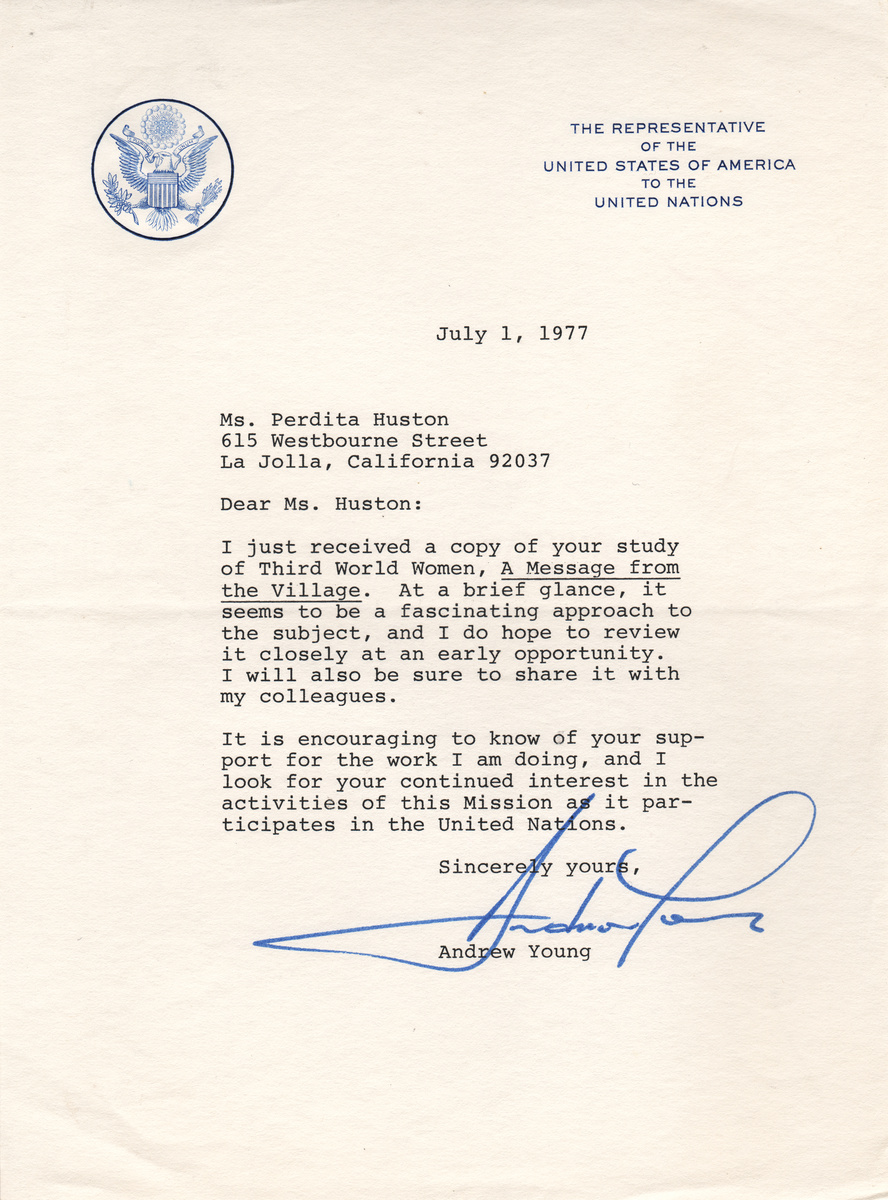 THE REPRESENTATIVE
OF THE
UNITED STATES OF AMERICA
TO THE
UNITED NATIONS
July 1, 1977
Ms. Perdita Huston
615 Westbourne Street
La Jolla, California 92037
Dear Ms. Huston:
I just received a copy of your study
of Third World Women, A Message from
the Village. At a brief glance, it
seems to be a fascinating approach to
the subject, and I do hope to review
it closely at an early opportunity.
I will also be sure to share it with
my colleagues.
It is encouraging to know of your sup-
port for the work I am doing, and I
look for your continued interest in the
activities of this Mission as it par-
ticipates in the United Nations.
Sincerely yours,
Andrew Young
Andrew Young